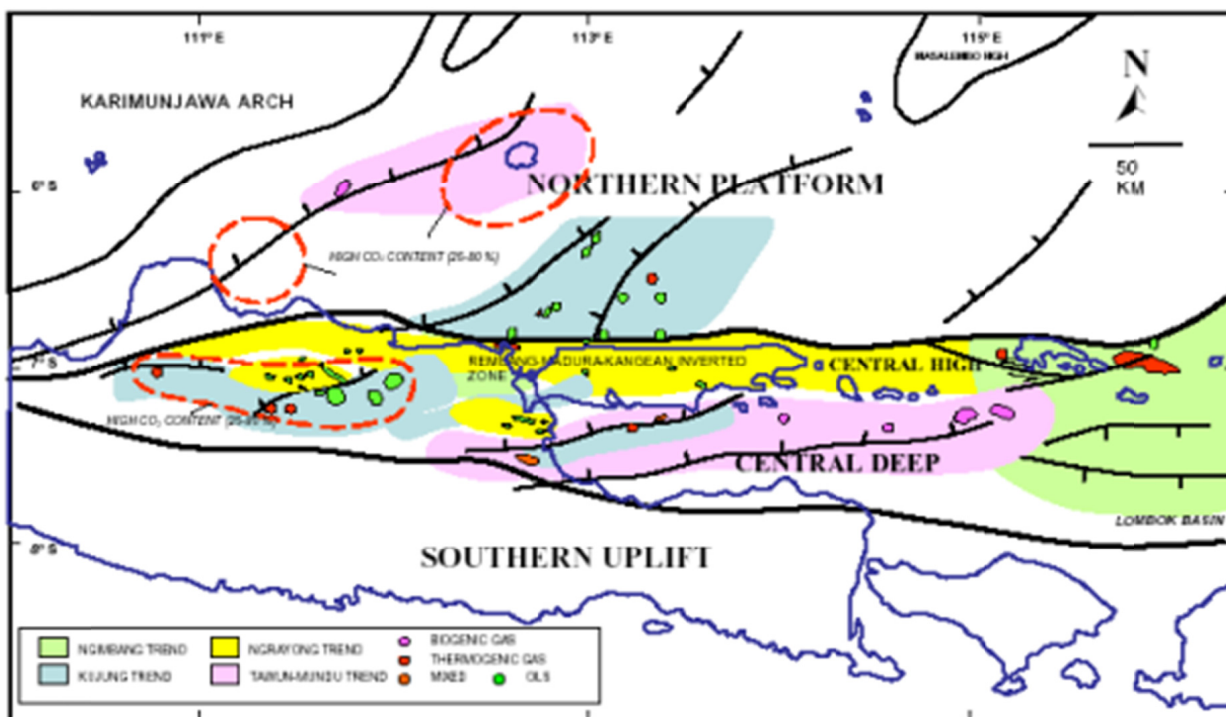 111° E
113° E
115° E
MASALEMBO HIGH
N
KARIMUNJAWA ARCH
50
KM
6° S
NORTHERN PLATFORM
HIGH CO₂ CONTENT (25-80 %)
7° S
REMBANG-MADURA-KANGEAN INVERTED
ZONE
CENTRAL HIGH
HIGH CO₂ CONTENT
CENTRAL DEEP
LOMBOK BASIN
8° S
SOUTHERN UPLIFT
NGIMBANG TREND
NGRAYONG TREND
BIOGENIC GAS
THERMOGENIC GAS
KUJUNG TREND
TAWUN-MUNDU TREND
MIXED
OILS